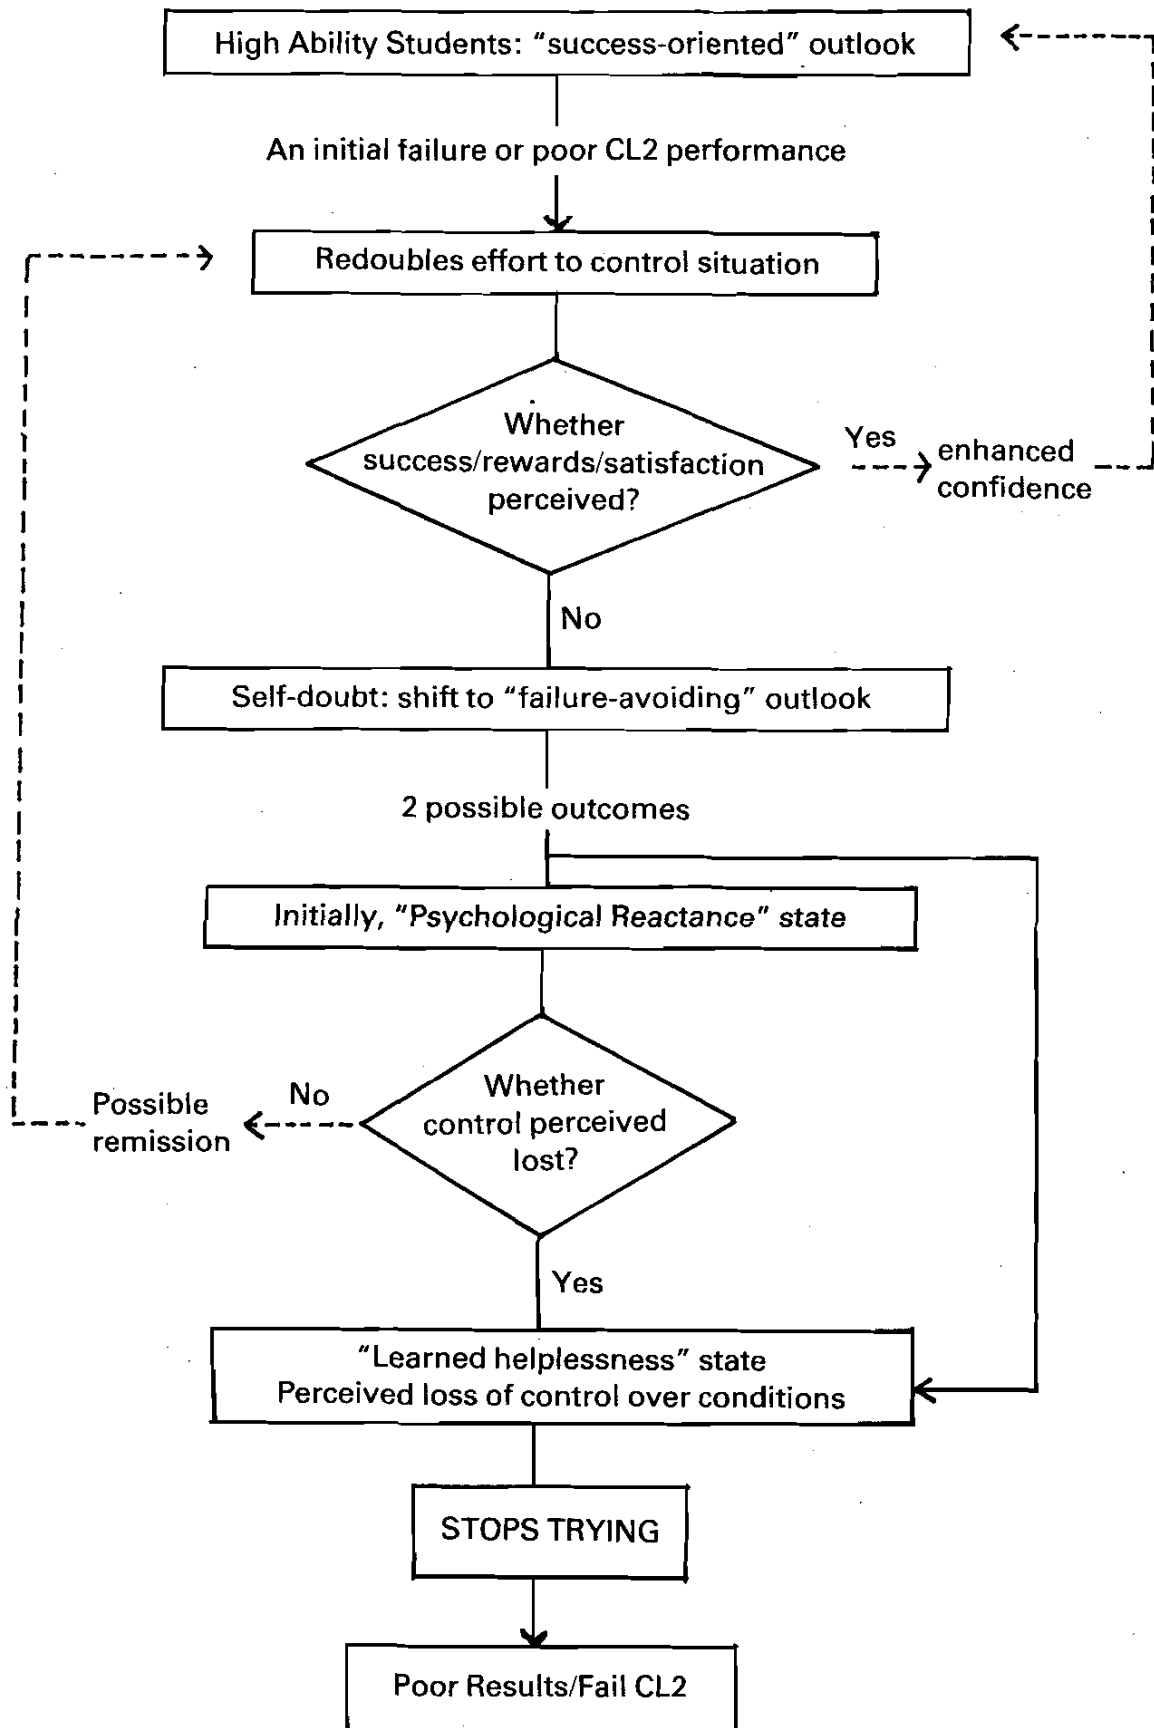 High Ability Students: “success-oriented” outlook
An initial failure or poor CL2 performance
Redoubles effort to control situation
Whether
success/rewards/satisfaction
perceived?
Yes
enhanced
confidence
No
Self-doubt: shift to “failure-avoiding” outlook
2 possible outcomes
Initially, “Psychological Reactance” state
Whether
control perceived
lost?
No
Possible
remission
Yes
“Learned helplessness” state
Perceived loss of control over conditions
STOPS TRYING
Poor Results/Fail CL2